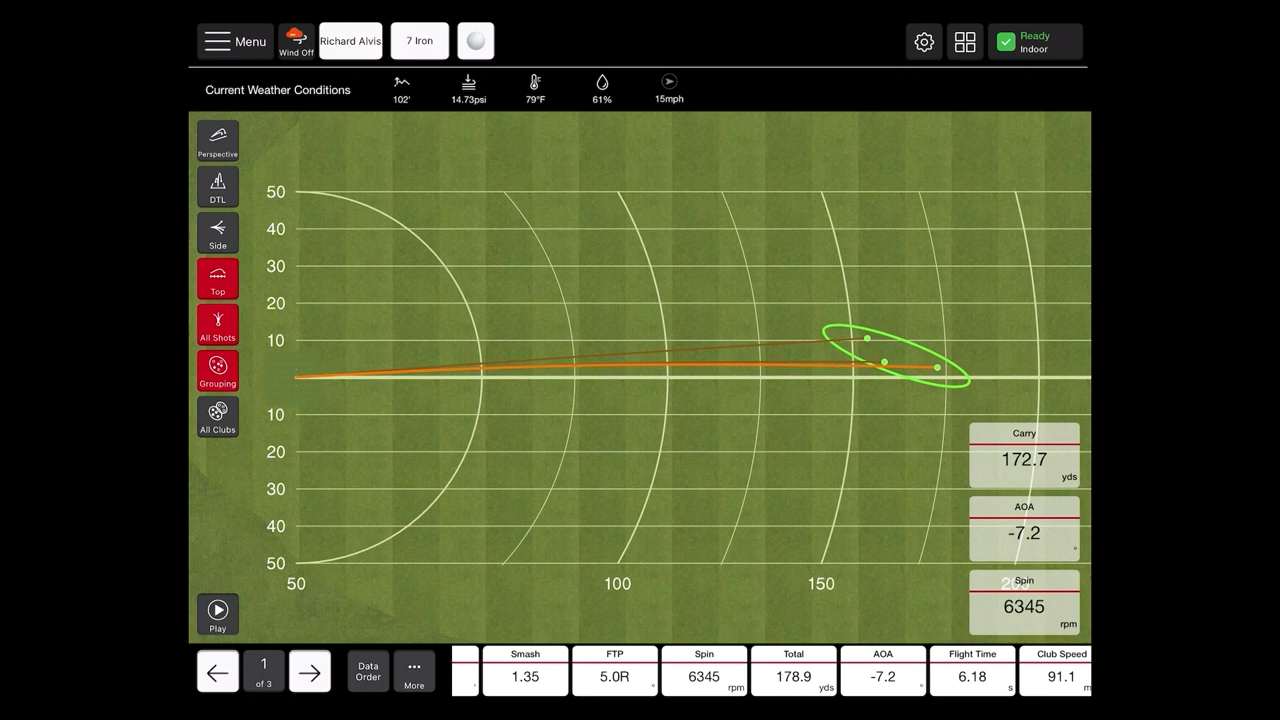 Menu
Wind Off
Richard Alvis
7 Iron
Ready
Indoor
Current Weather Conditions
102'
14.73psi
79°F
61%
15mph
Perspective
DTL
Side
Top
All Shots
Grouping
All Clubs
Play
50
40
30
20
10
10
20
30
40
50
50
100
150
Carry
172.7
yds
AOA
-7.2
°
Spin
6345
rpm
1
of 3
Data
Order
More
°
Smash
1.35
FTP
5.0R
°
Spin
6345
rpm
Total
178.9
yds
AOA
-7.2
°
Flight Time
6.18
s
Club Speed
91.1
m